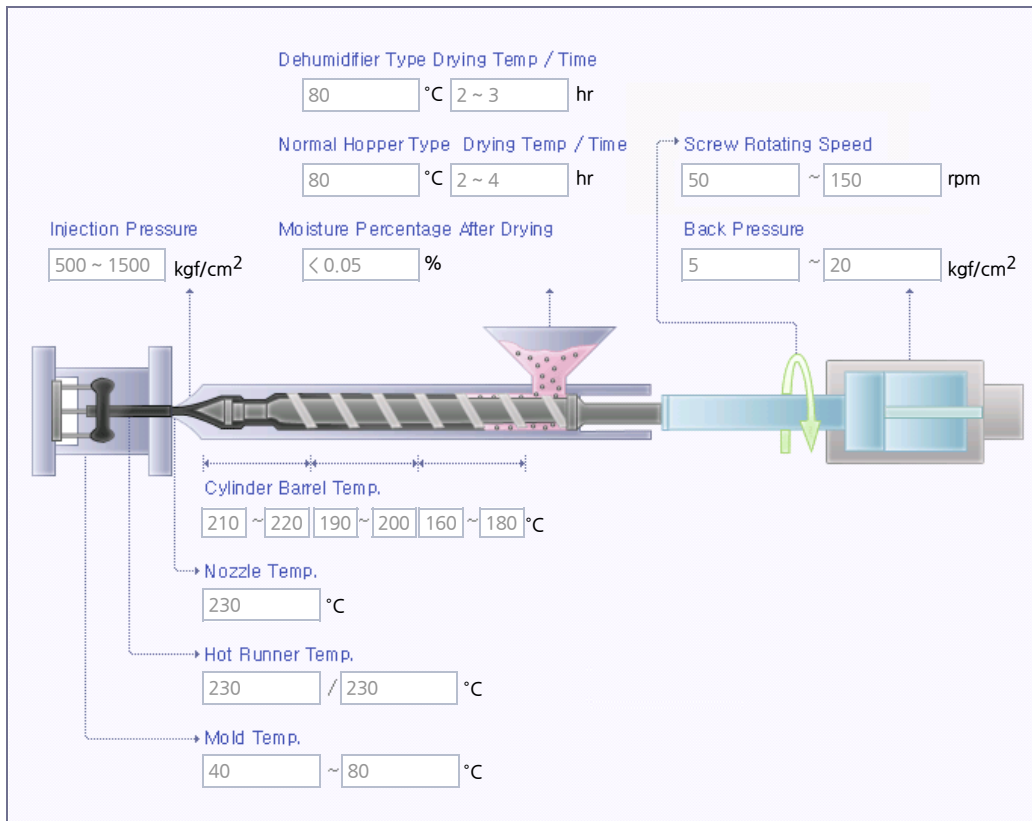 Dehumidifier Type Drying Temp / Time
80 °C 2 ~ 3 hr
Normal Hopper Type Drying Temp / Time
80 °C 2 ~ 4 hr
Screw Rotating Speed
50 ~ 150 rpm
Injection Pressure
500 ~ 1500 kgf/cm²
Moisture Percentage After Drying
< 0.05 %
Back Pressure
5 ~ 20 kgf/cm²
Cylinder Barrel Temp.
210 ~ 220 190 ~ 200 160 ~ 180 °C
Nozzle Temp.
230 °C
Hot Runner Temp.
230 / 230 °C
Mold Temp.
40 ~ 80 °C